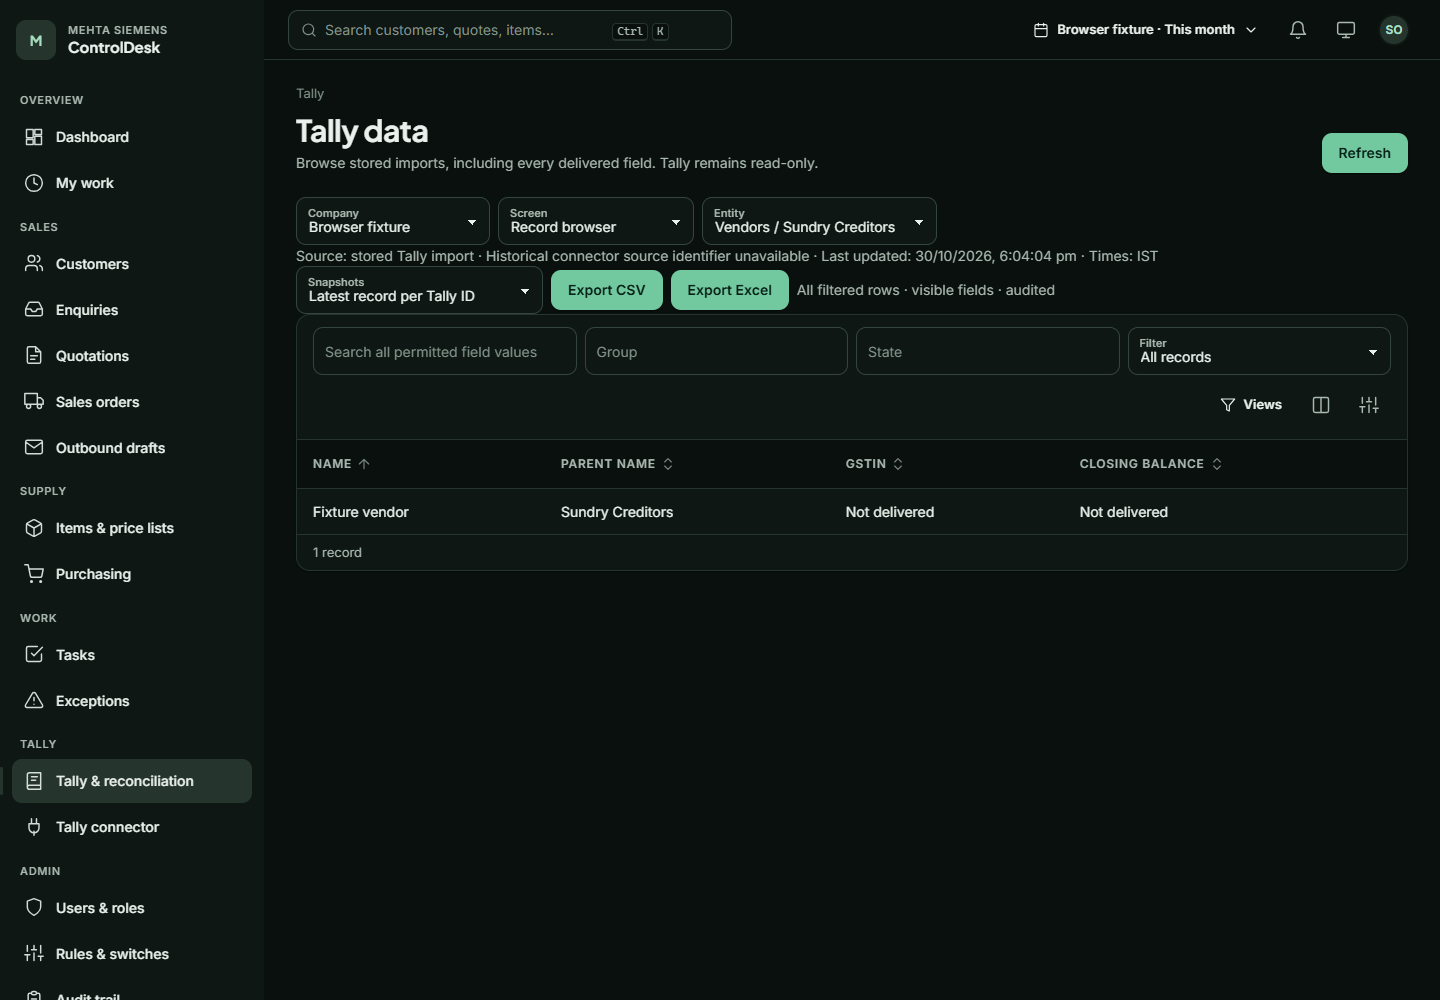 M
MEHTA SIEMENS
ControlDesk
Search customers, quotes, items...
Ctrl K
Browser fixture · This month
SO
OVERVIEW
Dashboard
My work
SALES
Customers
Enquiries
Quotations
Sales orders
Outbound drafts
SUPPLY
Items & price lists
Purchasing
WORK
Tasks
Exceptions
TALLY
Tally & reconciliation
Tally connector
ADMIN
Users & roles
Rules & switches
Audit trail
Tally
Tally data
Browse stored imports, including every delivered field. Tally remains read-only.
Refresh
Company
Browser fixture
Screen
Record browser
Entity
Vendors / Sundry Creditors
Source: stored Tally import · Historical connector source identifier unavailable · Last updated: 30/10/2026, 6:04:04 pm · Times: IST
Snapshots
Latest record per Tally ID
Export CSV
Export Excel
All filtered rows · visible fields · audited
Search all permitted field values
Group
State
Filter
All records
Views
NAME PARENT NAME GSTIN CLOSING BALANCE
Fixture vendor Sundry Creditors Not delivered Not delivered
1 record